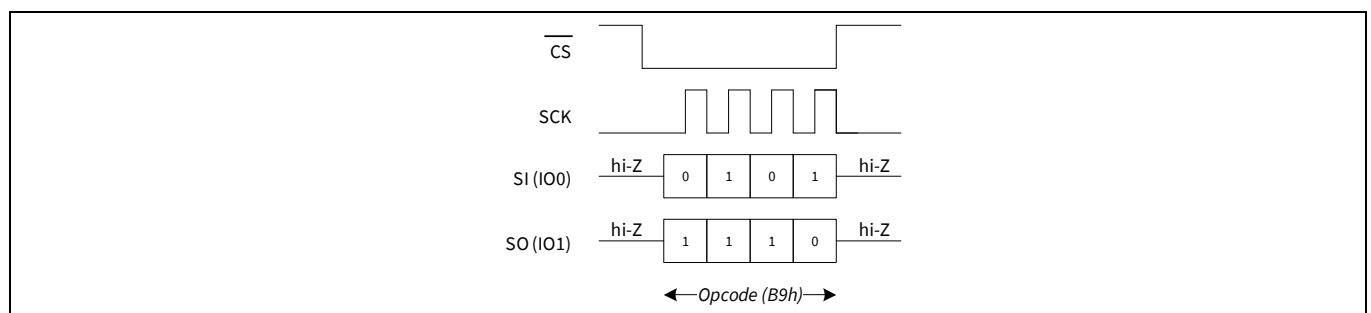 CS
SCK
hi-Z 0 1 0 1 hi-Z
SI (IO0)
hi-Z 1 1 1 0 hi-Z
SO (IO1)
Opcode (B9h)